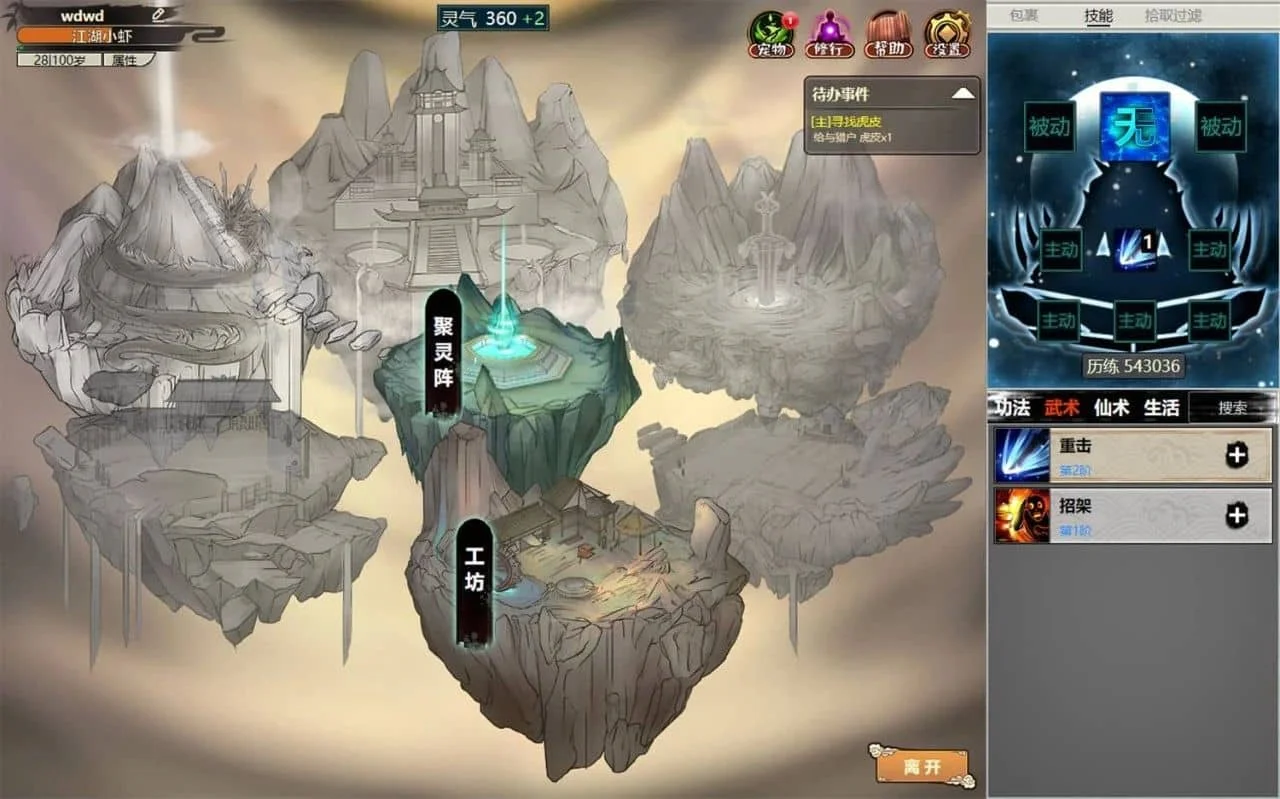 wdwd
江湖小虾
28|100岁
属性
灵气 360 +2
宠物
1
修行
帮助
设置
待办事件
[主]寻找虎皮
给与猎户 虎皮x1
聚灵阵
工坊
离开
包裹
技能
拾取过滤
被动
无
被动
主动
1
主动
主动
主动
主动
历练 543036
功法
武术
仙术
生活
搜索
重击
第2阶
招架
第1阶